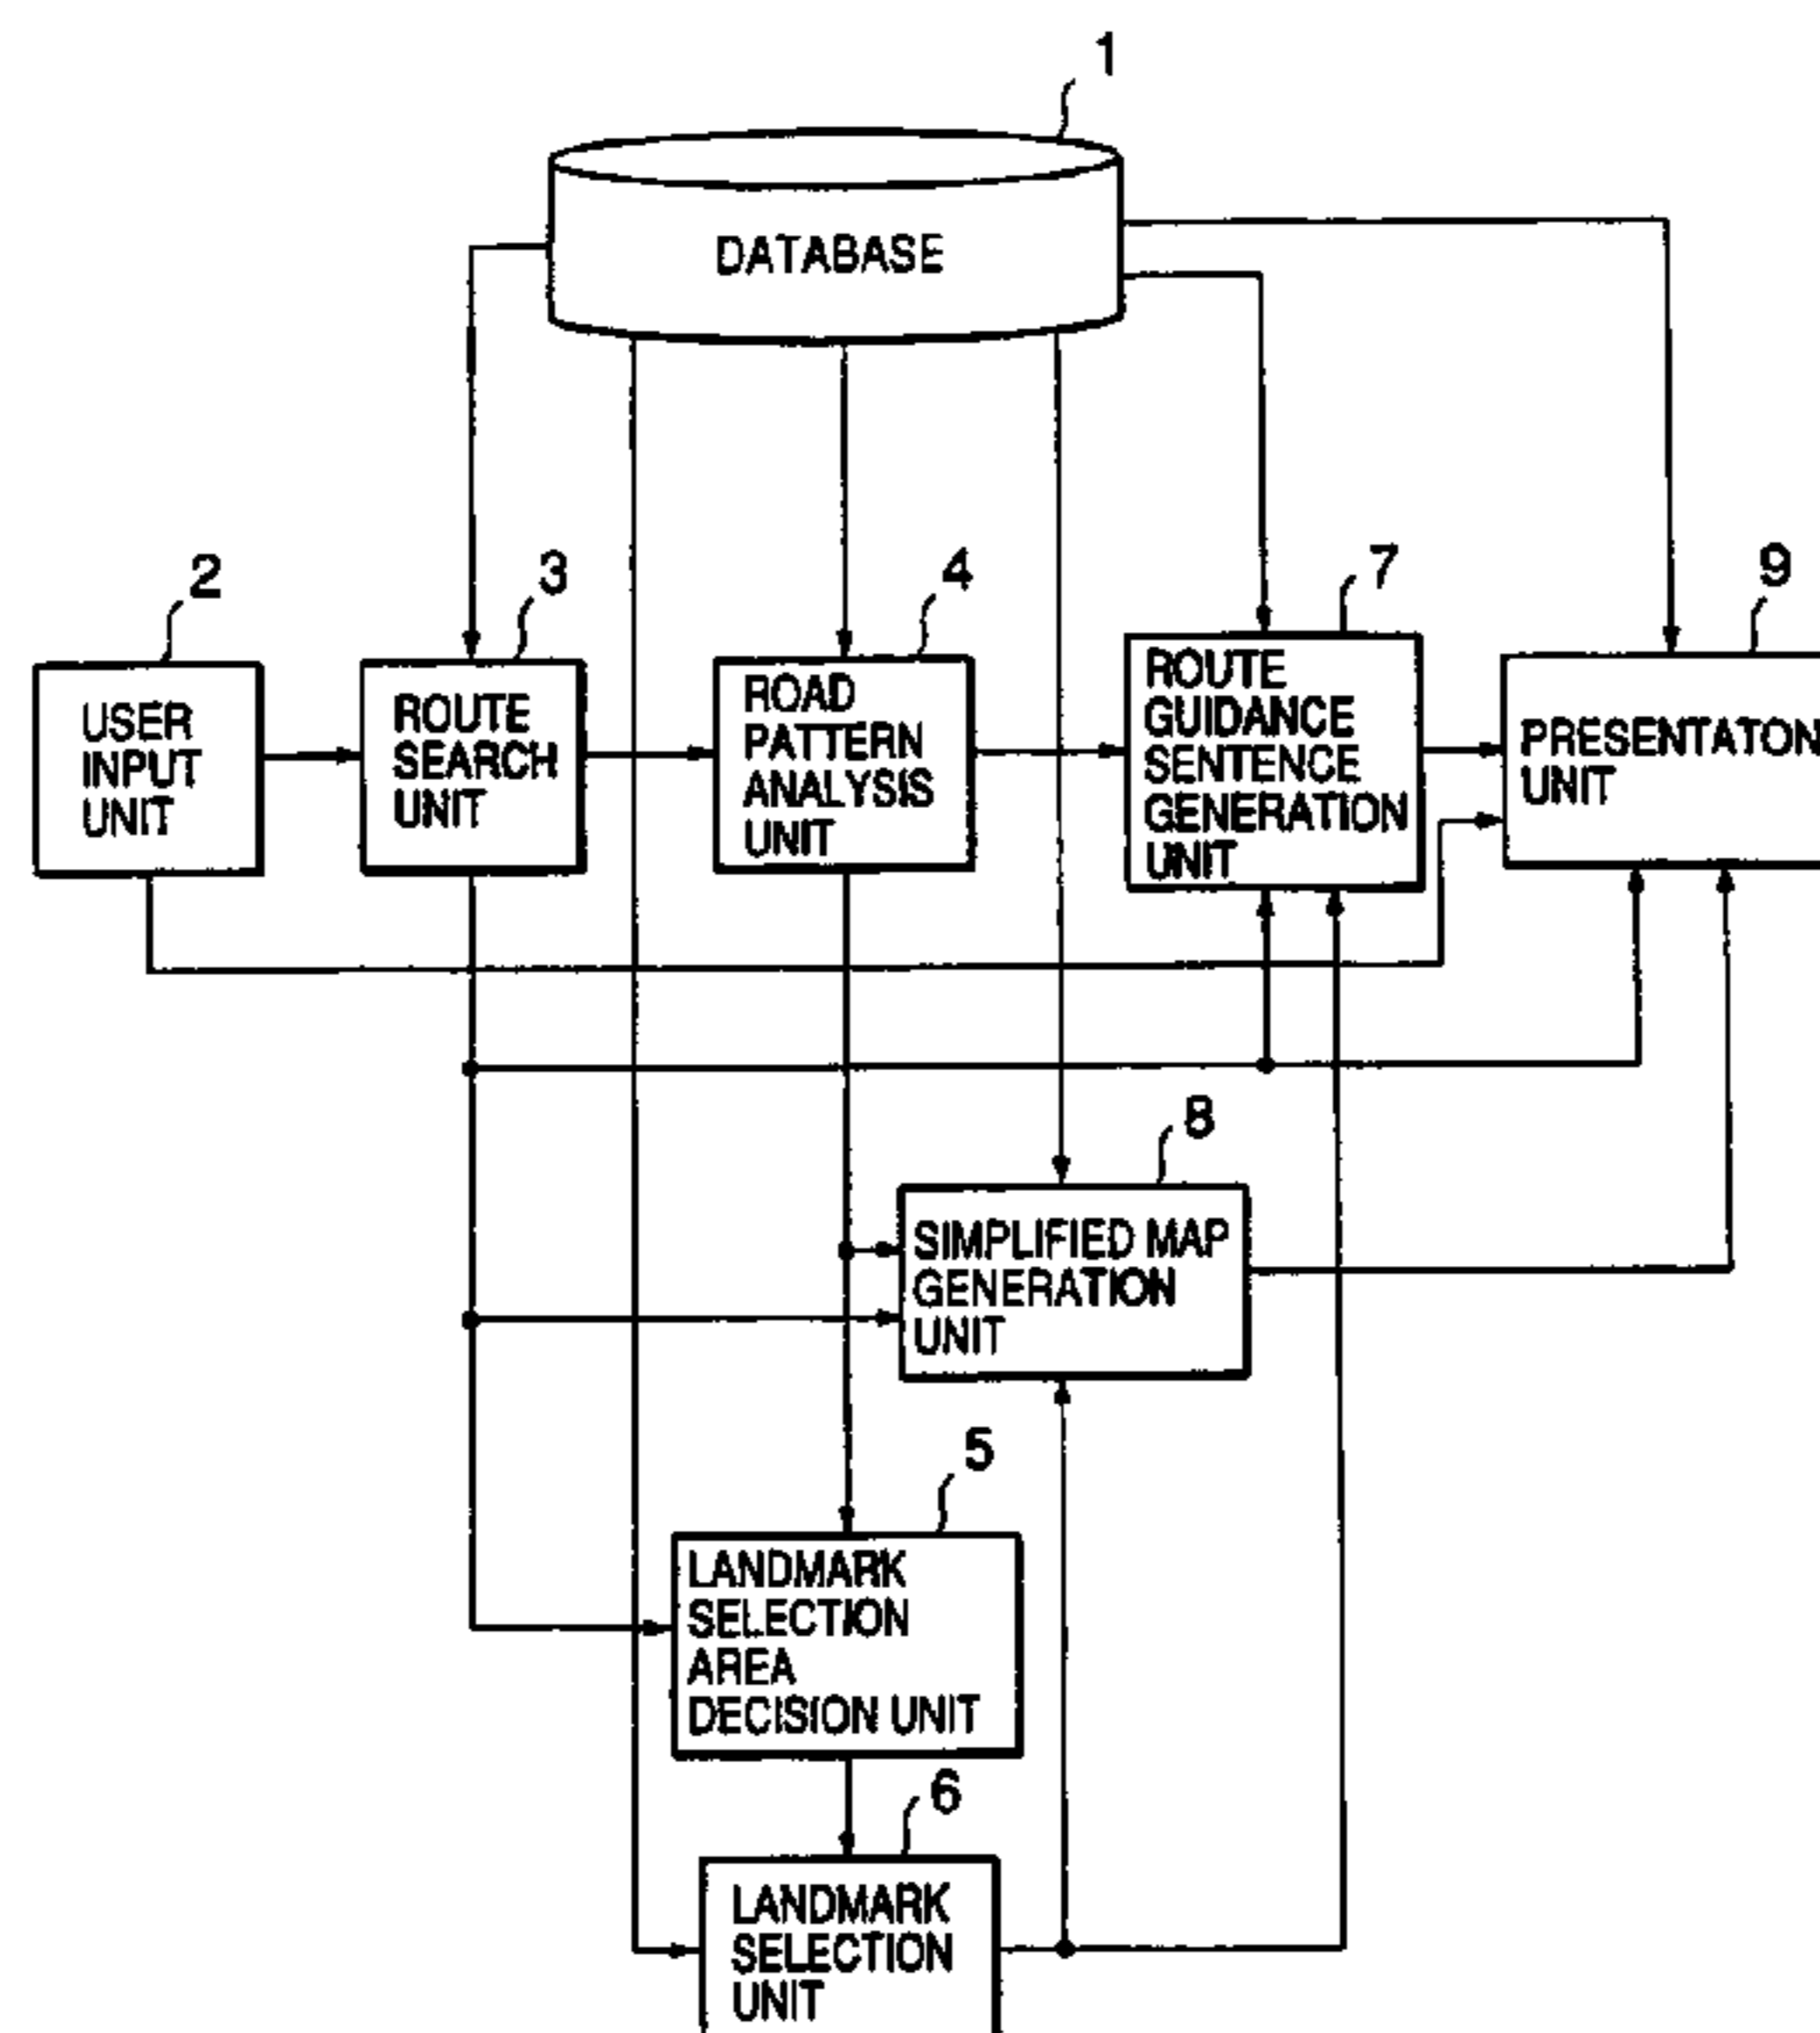 1
DATABASE
2
3
4
7
9
USER
INPUT
UNIT
ROUTE
SEARCH
UNIT
ROAD
PATTERN
ANALYSIS
UNIT
ROUTE
GUIDANCE
SENTENCE
GENERATION
UNIT
PRESENTATON
UNIT
8
SIMPLIFIED MAP
GENERATION
UNIT
5
LANDMARK
SELECTION
AREA
DECISION UNIT
6
LANDMARK
SELECTION
UNIT